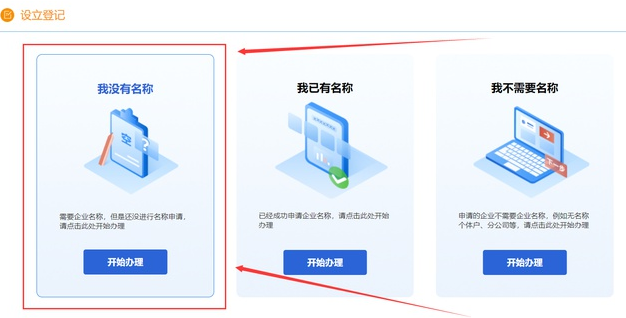 设立登记
我没有名称
空
?
需要企业名称，但是还没进行名称申请，
请点击此处开始办理
开始办理
我已有名称
已经成功申请企业名称，请点击此处开始
办理
开始办理
我不需要名称
下一步
申请的企业不需要企业名称，例如无名称
个体户、分公司等，请点击此处开始办理
开始办理